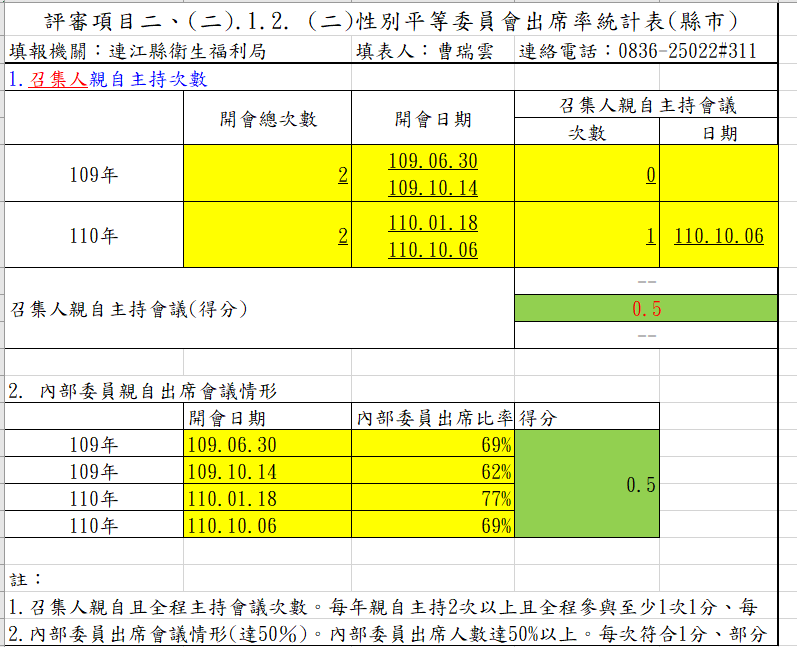 評審項目二、(二).1.2. (二)性別平等委員會出席率統計表(縣市)
填報機關：連江縣衛生福利局 填表人：曹瑞雲 連絡電話：0836-25022#311
1.召集人親自主持次數
開會總次數 開會日期 召集人親自主持會議
次數 日期
109年 2 109.06.30 109.10.14 0
110年 2 110.01.18 110.10.06 1 110.10.06
--
召集人親自主持會議(得分) 0.5
--
2. 內部委員親自出席會議情形
開會日期 內部委員出席比率 得分
109年 109.06.30 69%
109年 109.10.14 62%
0.5
110年 110.01.18 77%
110年 110.10.06 69%
註：
1.召集人親自且全程主持會議次數。每年親自主持2次以上且全程參與至少1次1分、每
2.內部委員出席會議情形(達50％)。內部委員出席人數達50%以上。每次符合1分、部分